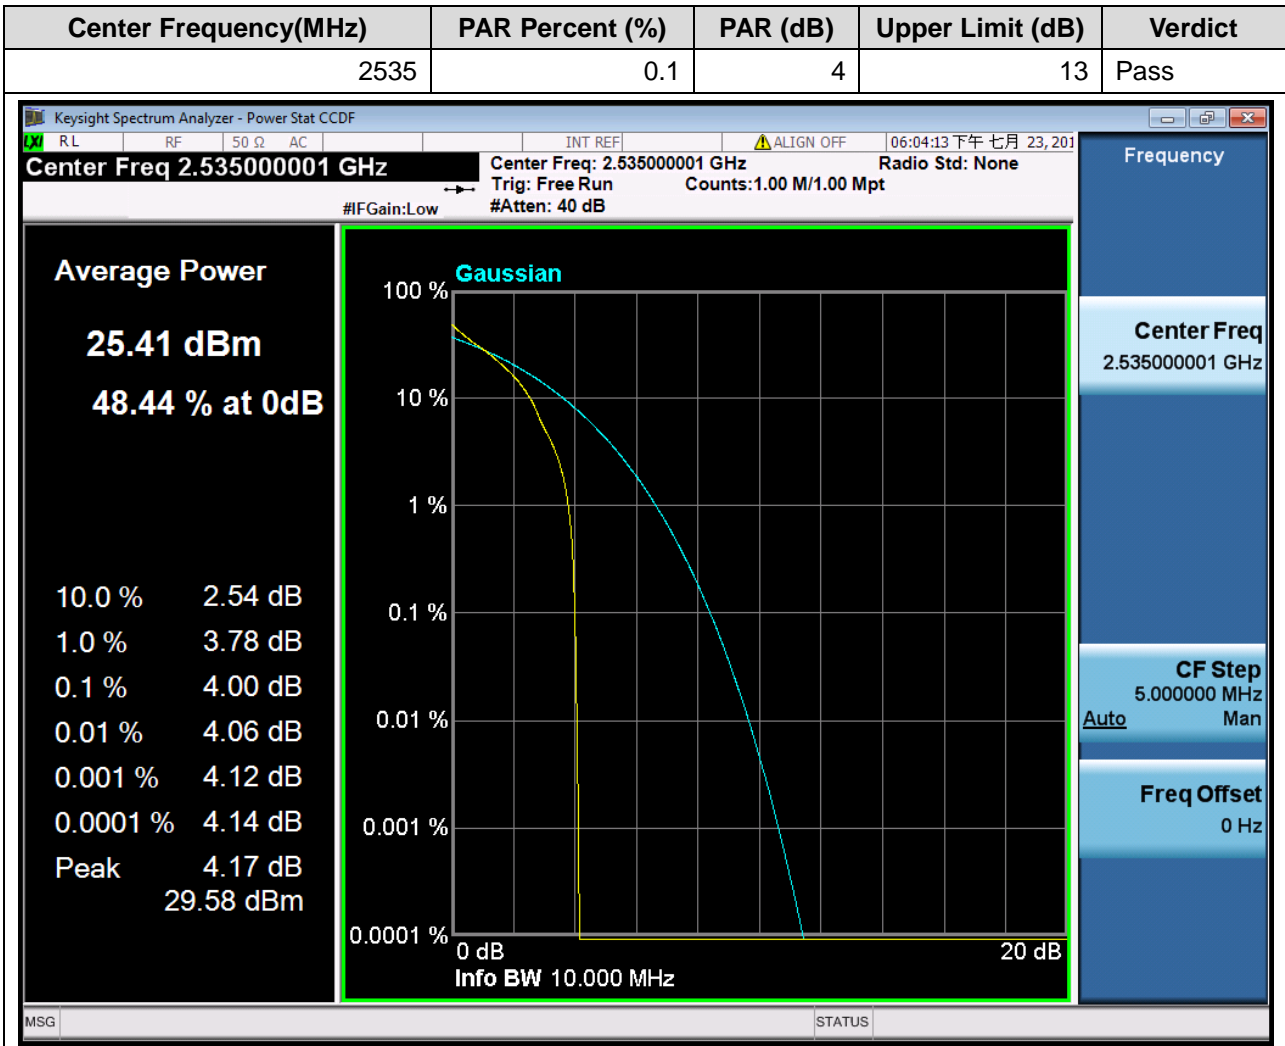 Center Frequency(MHz) PAR Percent (%) PAR (dB) Upper Limit (dB) Verdict
2535 0.1 4 13 Pass
Keysight Spectrum Analyzer - Power Stat CCDF
LXI RL RF 50 Ω AC INT REF ALIGN OFF 06:04:13 下午 七月 23, 201
Center Freq 2.535000001 GHz
Center Freq: 2.535000001 GHz Radio Std: None
Trig: Free Run Counts:1.00 M/1.00 Mpt
#IFGain:Low #Atten: 40 dB
Average Power
25.41 dBm
48.44 % at 0dB
10.0 % 2.54 dB
1.0 % 3.78 dB
0.1 % 4.00 dB
0.01 % 4.06 dB
0.001 % 4.12 dB
0.0001 % 4.14 dB
Peak 4.17 dB
29.58 dBm
Gaussian
100 %
10 %
1 %
0.1 %
0.01 %
0.001 %
0.0001 %
0 dB 20 dB
Info BW 10.000 MHz
Frequency
Center Freq
2.535000001 GHz
CF Step
5.000000 MHz
Auto Man
Freq Offset
0 Hz
MSG STATUS